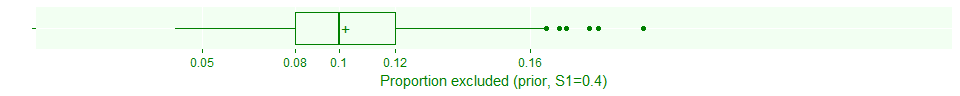 0.05 0.08 0.1 0.12 0.16
Proportion excluded (prior, S1=0.4)